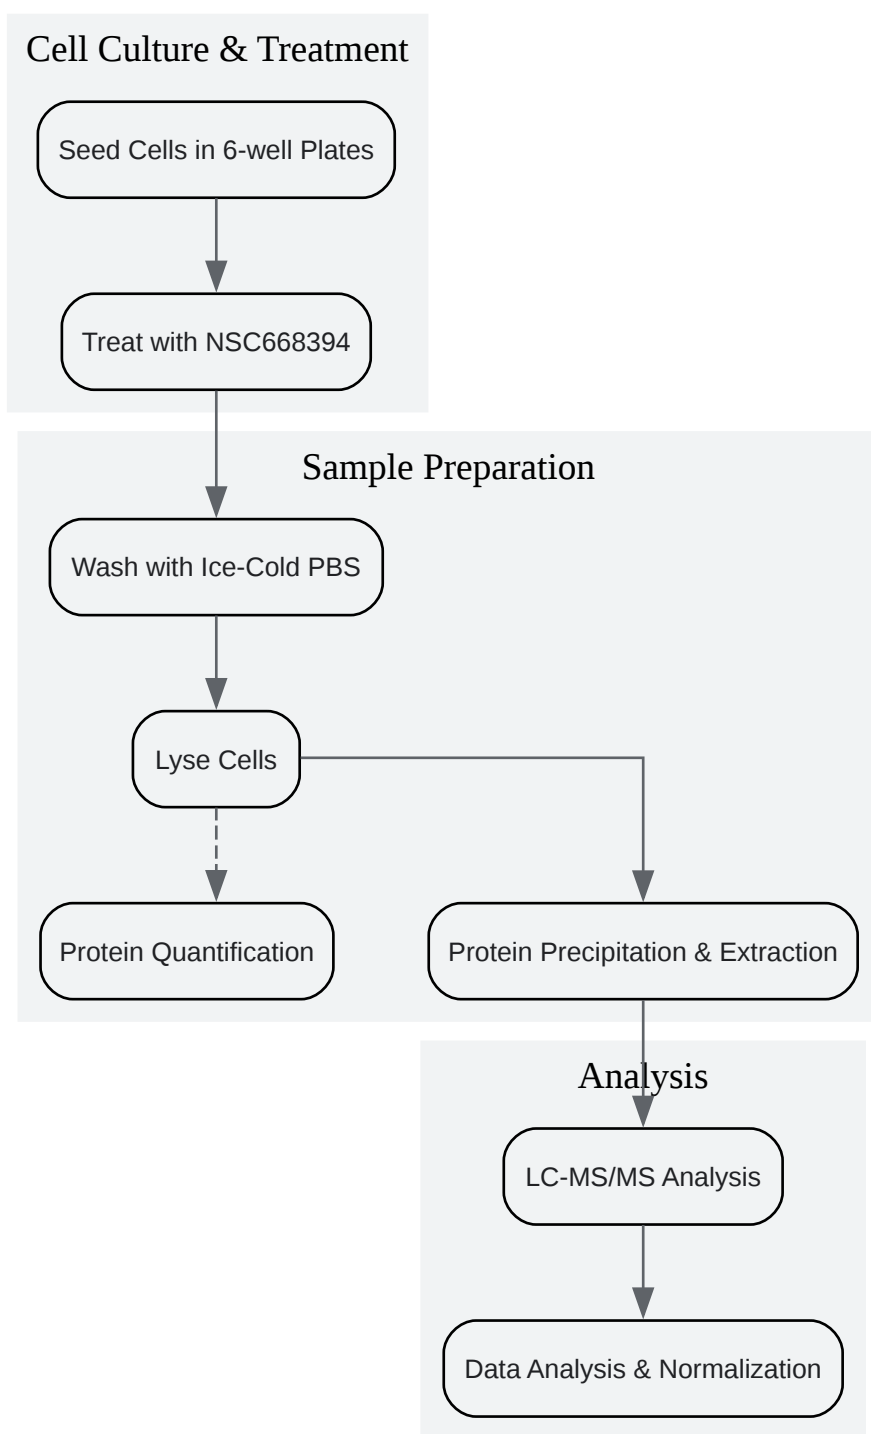 Cell Culture & Treatment
Seed Cells in 6-well Plates
Treat with NSC668394
Sample Preparation
Wash with Ice-Cold PBS
Lyse Cells
Protein Quantification
Protein Precipitation & Extraction
Analysis
LC-MS/MS Analysis
Data Analysis & Normalization